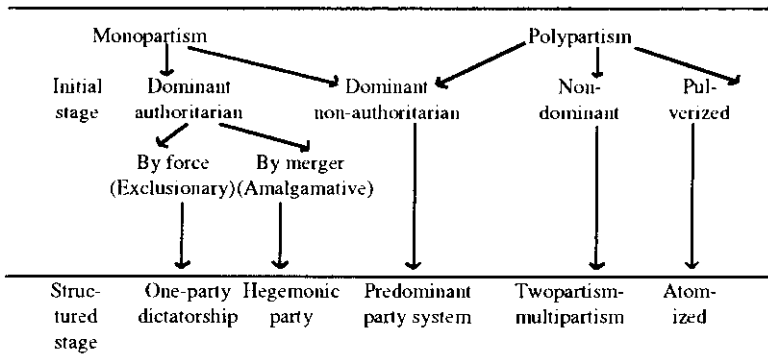 Monopartism Polypartism
Initial Dominant Dominant Non- Pul-
stage authoritarian non-authoritarian dominant verized
By force By merger
(Exclusionary) (Amalgamative)
Struc- One-party Hegemonic Predominant Twopartism- Atom-
tured dictatorship party party system multipartism ized
stage